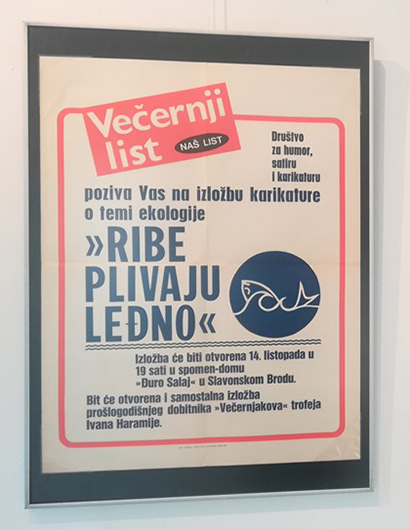 Večernji
list
NAŠ LIST
Društvo
za humor,
satiru
i karikaturu
poziva Vas na izložbu karikature
o temi ekologije
»RIBE
PLIVAJU
LEĐNO«
Izložba će biti otvorena 14. listopada u
19 sati u spomen-domu
»Đuro Salaj« u Slavonskom Brodu.
Bit će otvorena i samostalna izložba
prošlogodišnjeg dobitnika »Večernjakova« trofeja
Ivana Haramije.